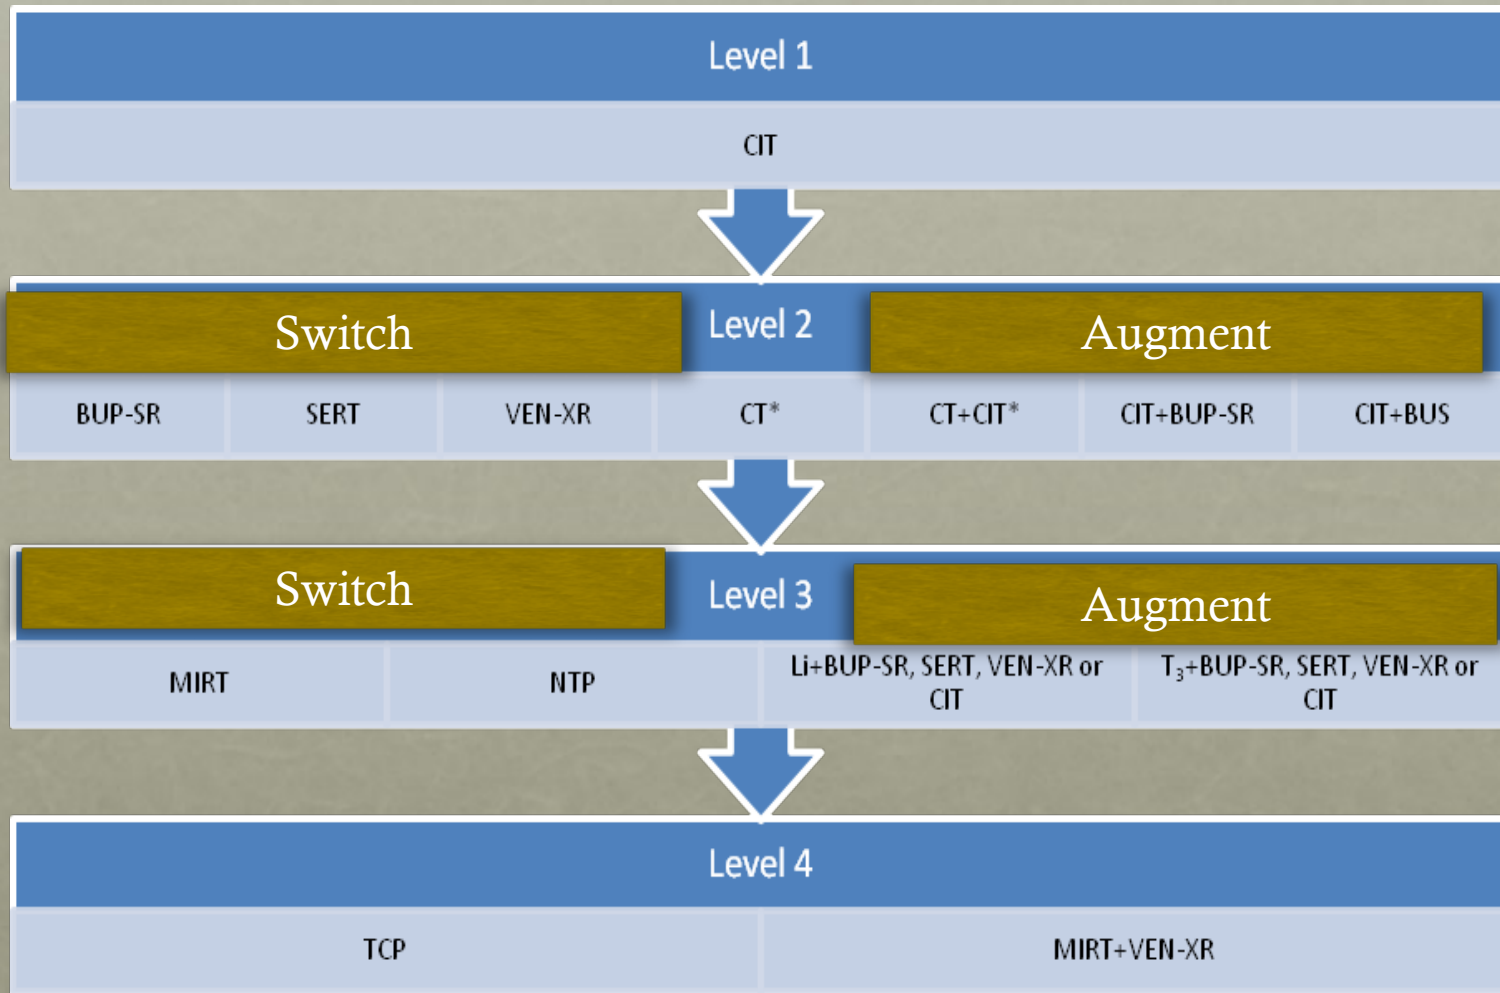 Level 1
CIT
Switch
Level 2
Augment
BUP-SR
SERT
VEN-XR
CT*
CT+CIT*
CIT+BUP-SR
CIT+BUS
Switch
Level 3
Augment
MIRT
NTP
Li+BUP-SR, SERT, VEN-XR or
CIT
T₃+BUP-SR, SERT, VEN-XR or
CIT
Level 4
TCP
MIRT+VEN-XR